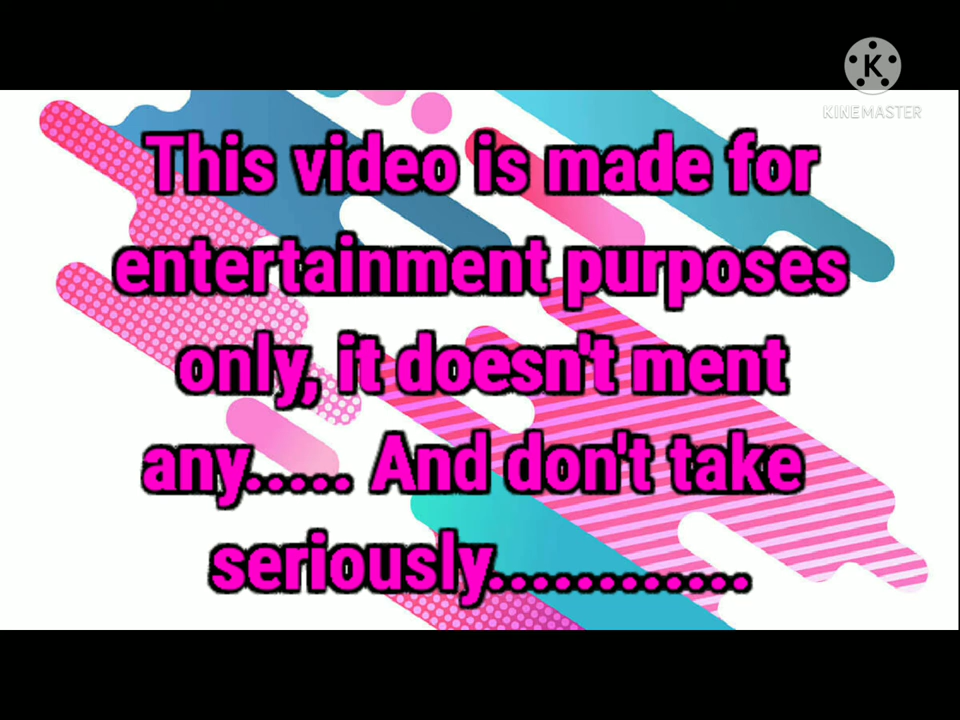 KINEMASTER
This video is made for
entertainment purposes
only, it doesn't ment
any..... And don't take
seriously............